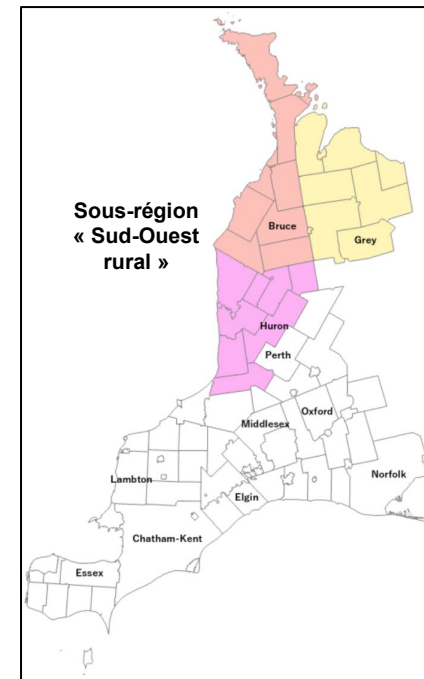 Sous-région
« Sud-Ouest
rural »
Bruce
Grey
Huron
Perth
Oxford
Middlesex
Lambton
Norfolk
Elgin
Chatham-Kent
Essex